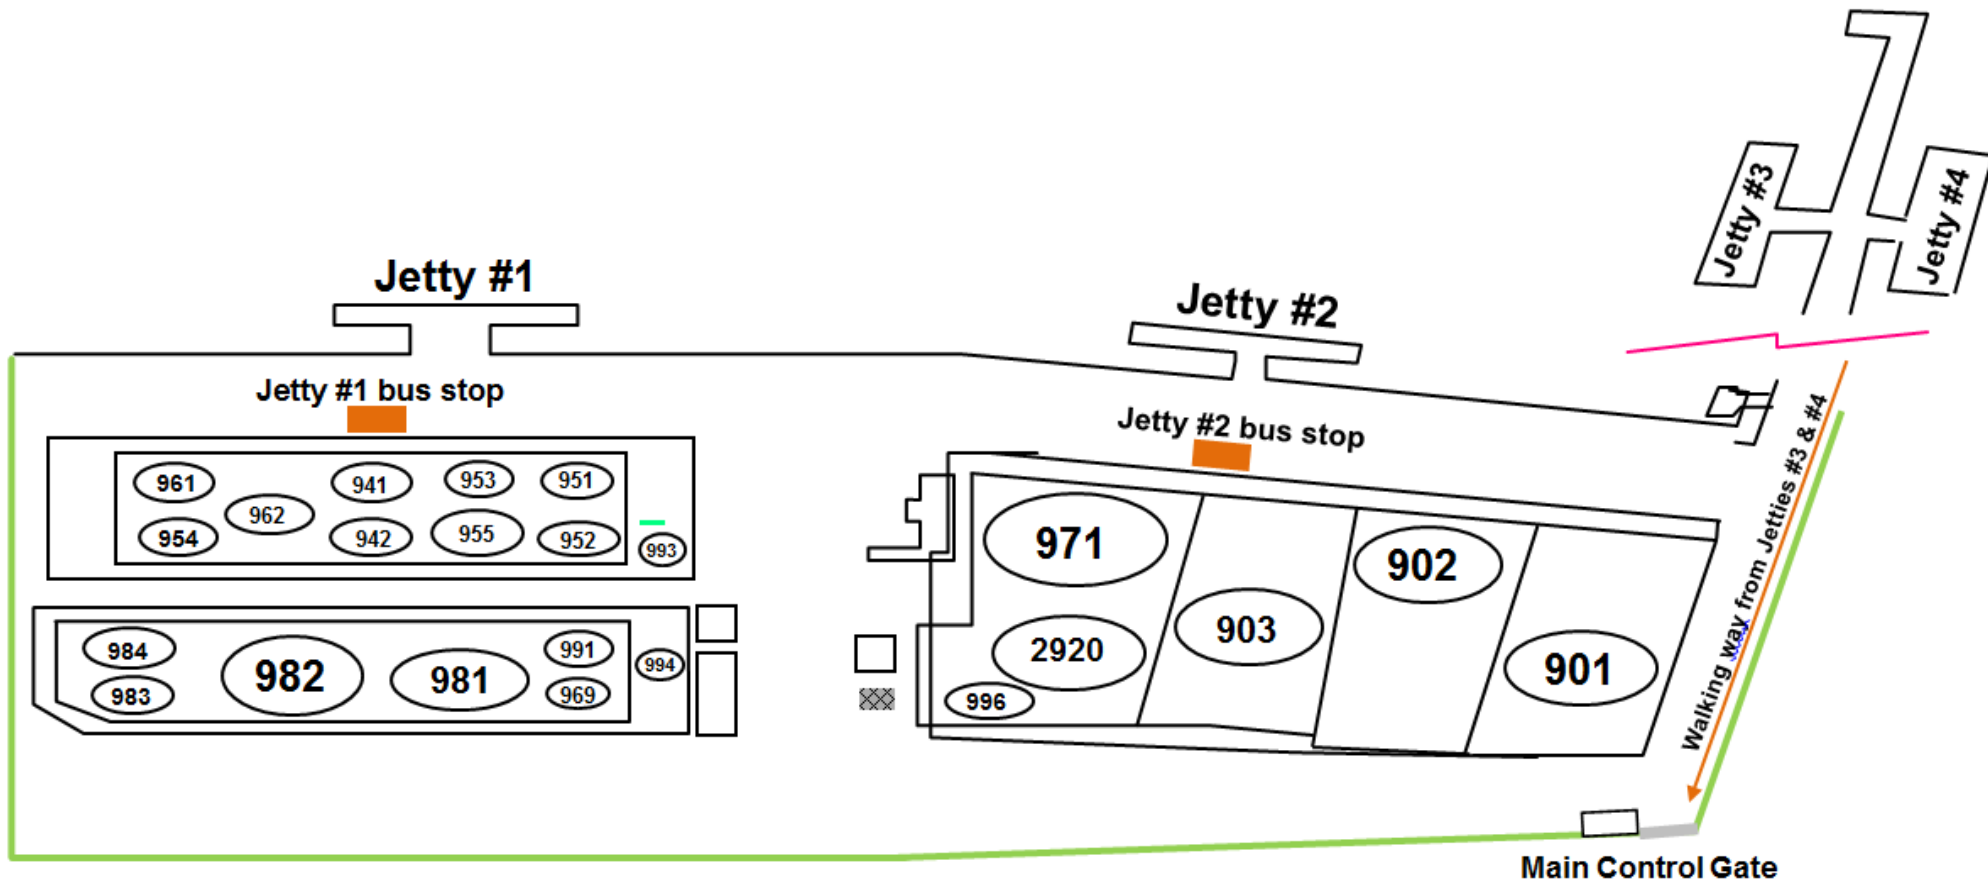 Jetty #3
Jetty #4
Jetty #1
Jetty #2
Jetty #1 bus stop
Jetty #2 bus stop
Walking way from Jetties #3 & #4
961
962
941
953
951
954
942
955
952
993
984
982
981
991
983
969
994
971
2920
996
903
902
901
Main Control Gate